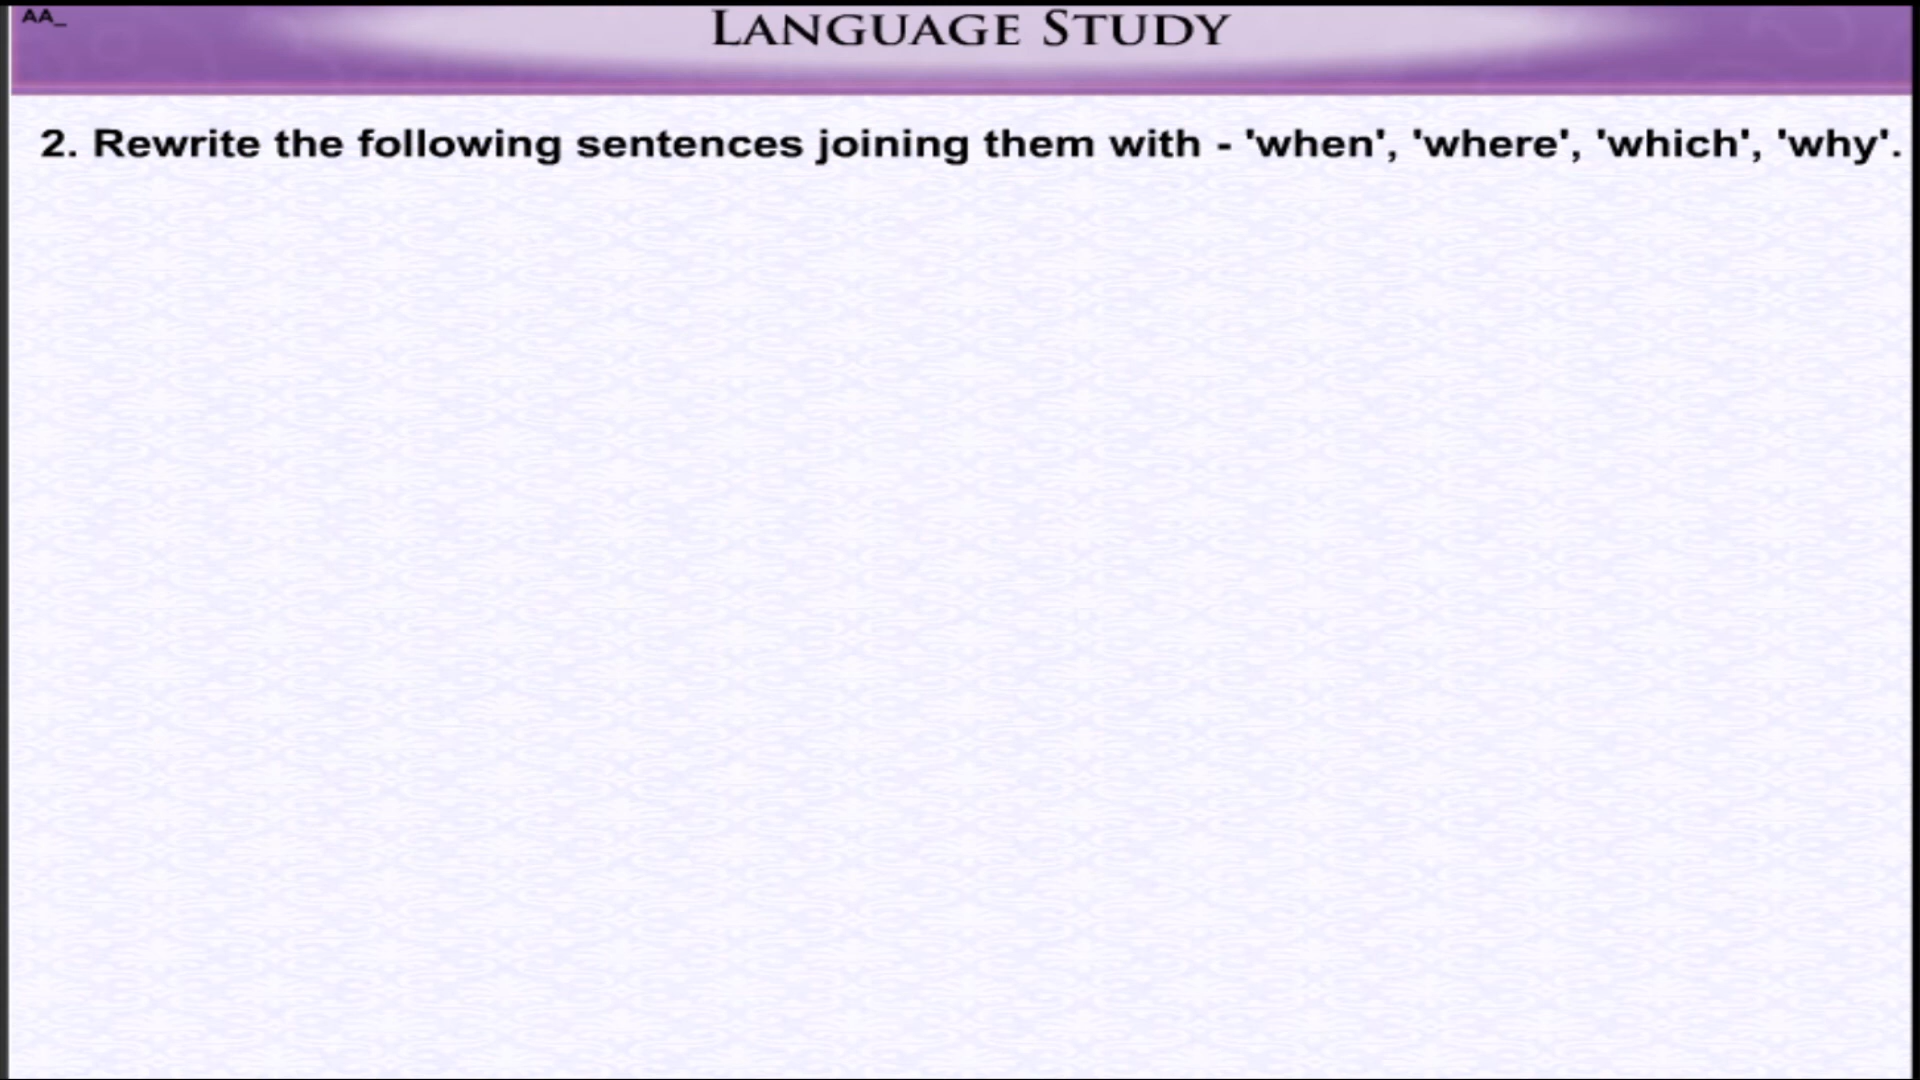 AA_
LANGUAGE STUDY
2. Rewrite the following sentences joining them with - 'when', 'where', 'which', 'why'.